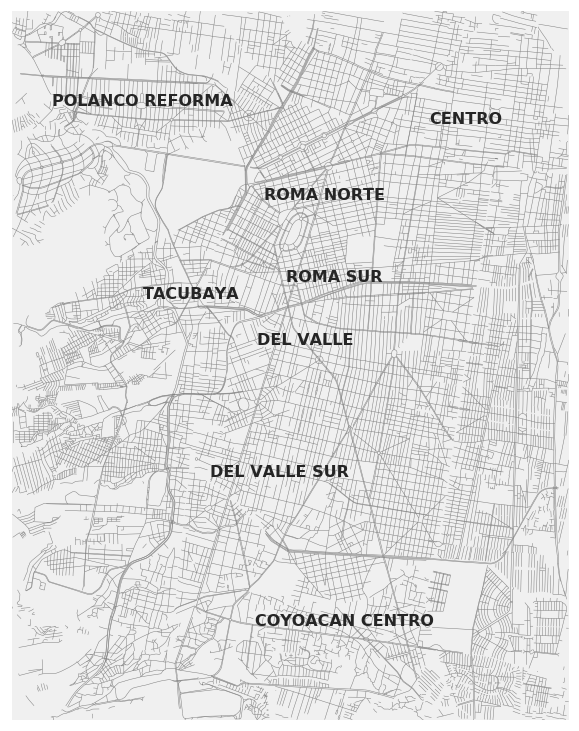 POLANCO REFORMA
CENTRO
ROMA NORTE
ROMA SUR
TACUBAYA
DEL VALLE
DEL VALLE SUR
COYOACAN CENTRO